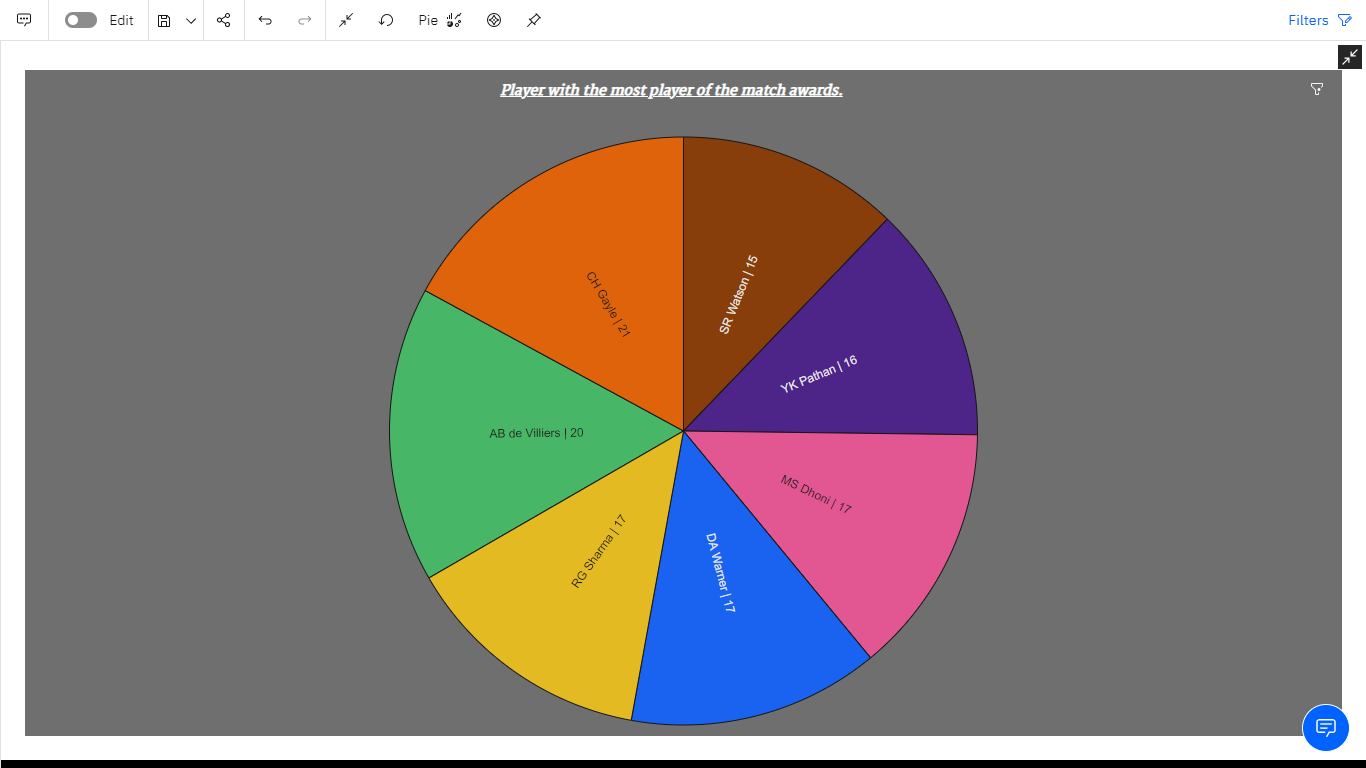 Edit
Pie
Filters
Player with the most player of the match awards.
SR Watson | 15
YK Pathan | 16
MS Dhoni | 17
DA Warner | 17
RG Sharma | 17
AB de Villiers | 20
CH Gayle | 21